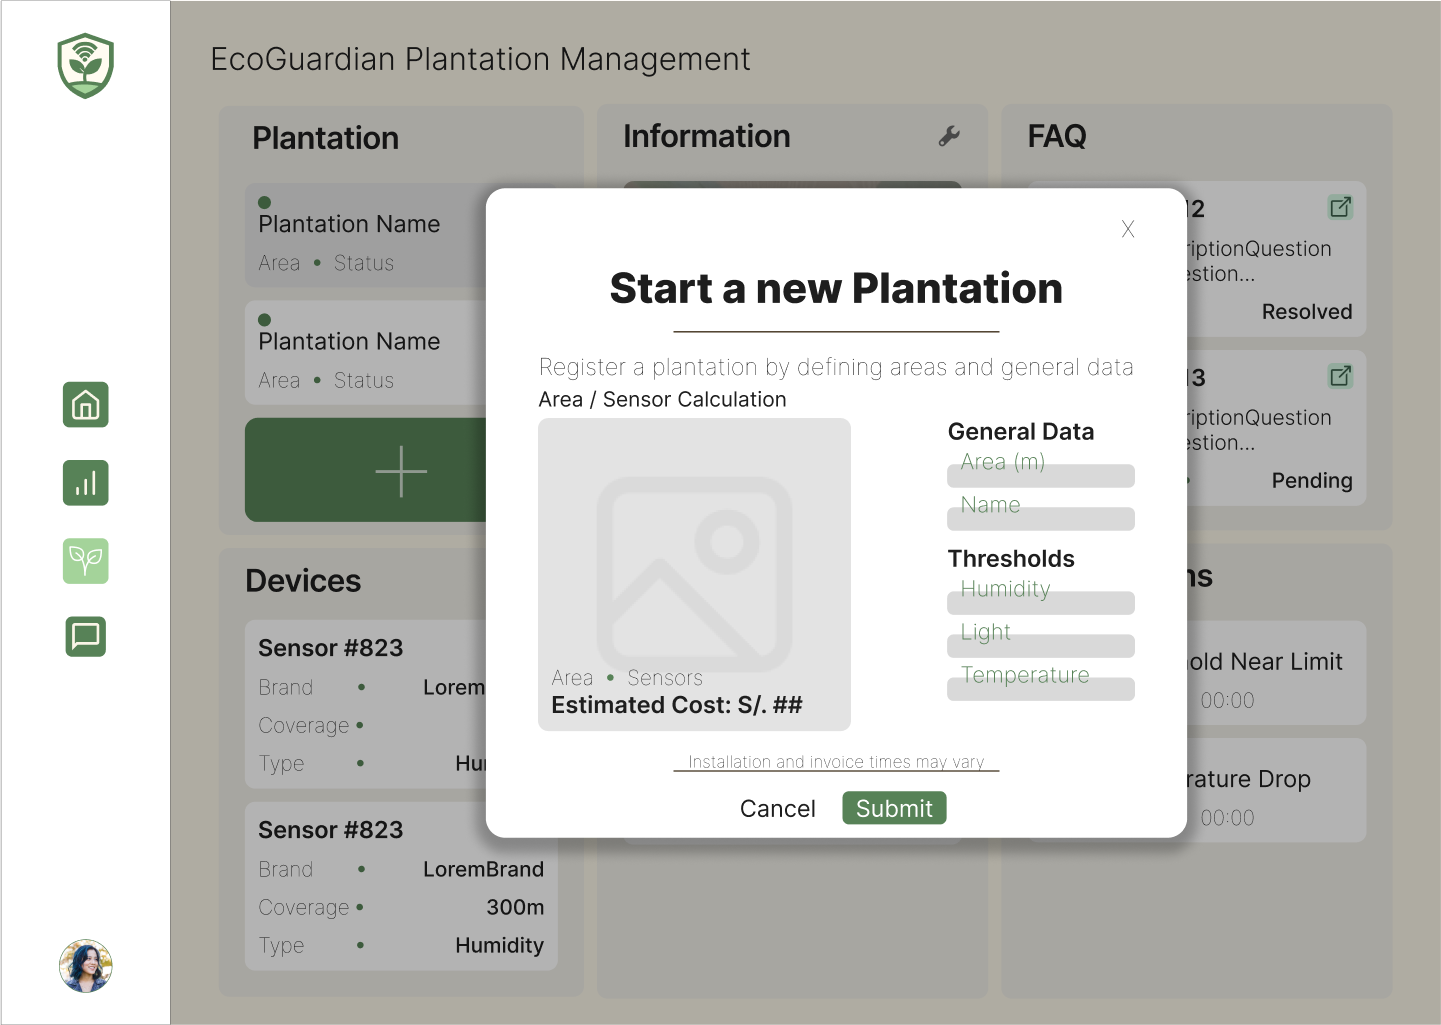 EcoGuardian Plantation Management
Plantation
Plantation Name
Area • Status
Plantation Name
Area • Status
Devices
Sensor #823
Brand • Lorem
Coverage •
Type • Hu
Sensor #823
Brand • LoremBrand
Coverage • 300m
Type • Humidity
Information
FAQ
12
riptionQuestion
estion...
Resolved
13
riptionQuestion
estion...
Pending
ns
old Near Limit
00:00
rature Drop
00:00
X
Start a new Plantation
Register a plantation by defining areas and general data
Area / Sensor Calculation
Area • Sensors
Estimated Cost: S/. ##
General Data
Area (m)
Name
Thresholds
Humidity
Light
Temperature
Installation and invoice times may vary
Cancel
Submit